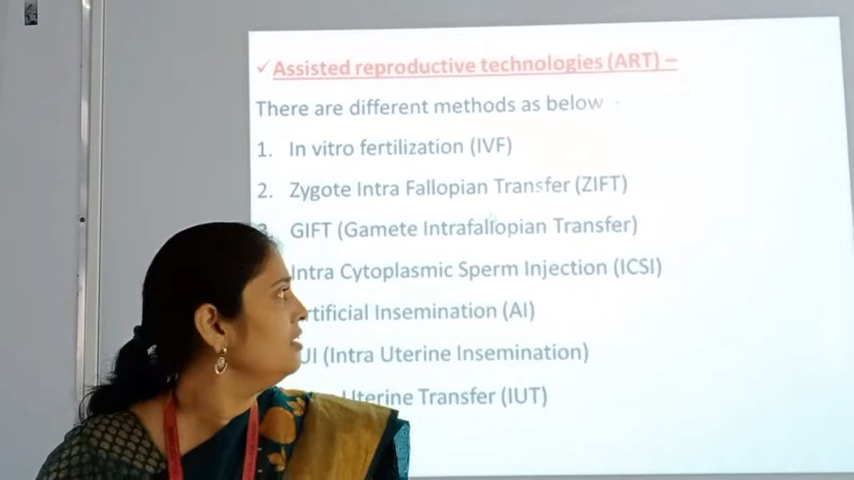 ✓ Assisted reproductive technologies (ART) –
There are different methods as below -
1. In vitro fertilization (IVF)
2. Zygote Intra Fallopian Transfer (ZIFT)
GIFT (Gamete Intrafallopian Transfer)
Intra Cytoplasmic Sperm Injection (ICSI)
Insemination (AI)
(Intra Uterine Insemination)
Uterine Transfer (IUT)